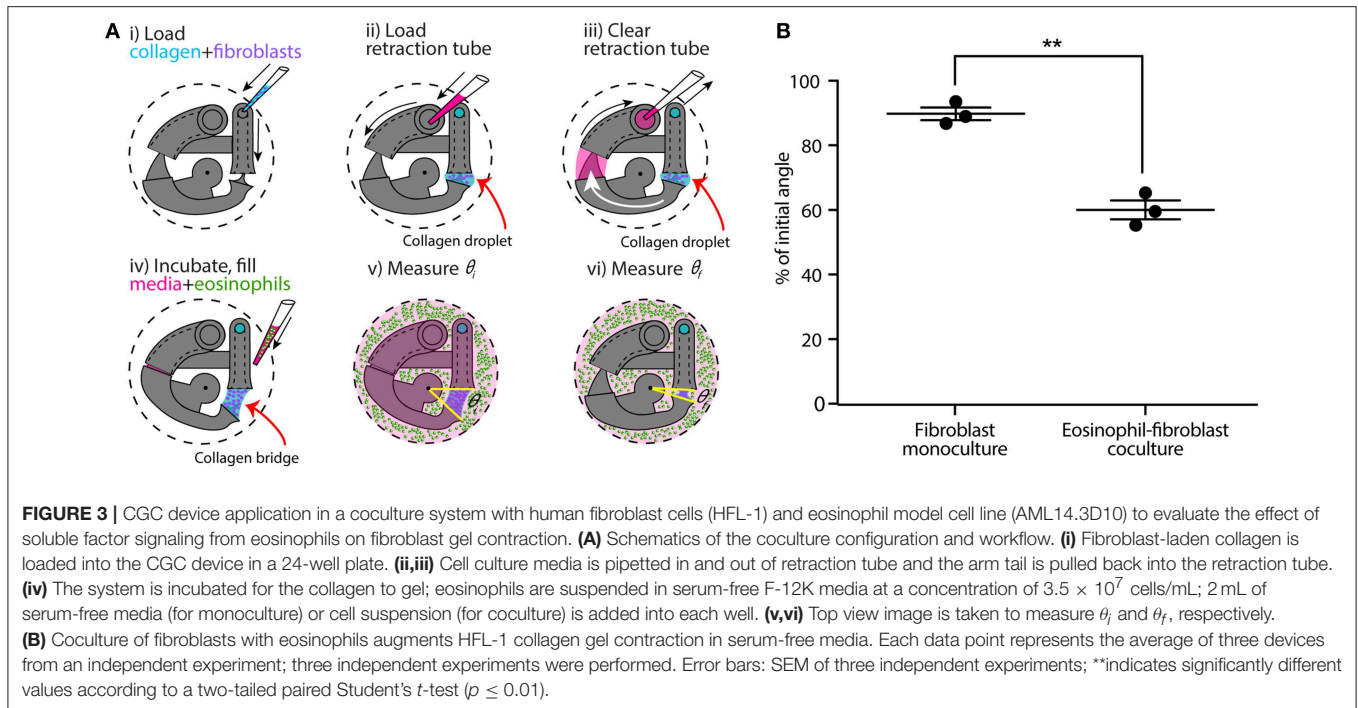 A
i) Load
collagen+fibroblasts
ii) Load
retraction tube
iii) Clear
retraction tube
Collagen droplet
Collagen droplet
iv) Incubate, fill
media+eosinophils
v) Measure θi
vi) Measure θf
Collagen bridge
θ
θ
B
**
% of initial angle
100
80
60
40
20
0
Fibroblast
monoculture
Eosinophil-fibroblast
coculture
FIGURE 3 | CGC device application in a coculture system with human fibroblast cells (HFL-1) and eosinophil model cell line (AML14.3D10) to evaluate the effect of
soluble factor signaling from eosinophils on fibroblast gel contraction. (A) Schematics of the coculture configuration and workflow. (i) Fibroblast-laden collagen is
loaded into the CGC device in a 24-well plate. (ii,iii) Cell culture media is pipetted in and out of retraction tube and the arm tail is pulled back into the retraction tube.
(iv) The system is incubated for the collagen to gel; eosinophils are suspended in serum-free F-12K media at a concentration of 3.5 × 10⁷ cells/mL; 2 mL of
serum-free media (for monoculture) or cell suspension (for coculture) is added into each well. (v,vi) Top view image is taken to measure θi and θf, respectively.
(B) Coculture of fibroblasts with eosinophils augments HFL-1 collagen gel contraction in serum-free media. Each data point represents the average of three devices
from an independent experiment; three independent experiments were performed. Error bars: SEM of three independent experiments; **indicates significantly different
values according to a two-tailed paired Student's t-test (p ≤ 0.01).